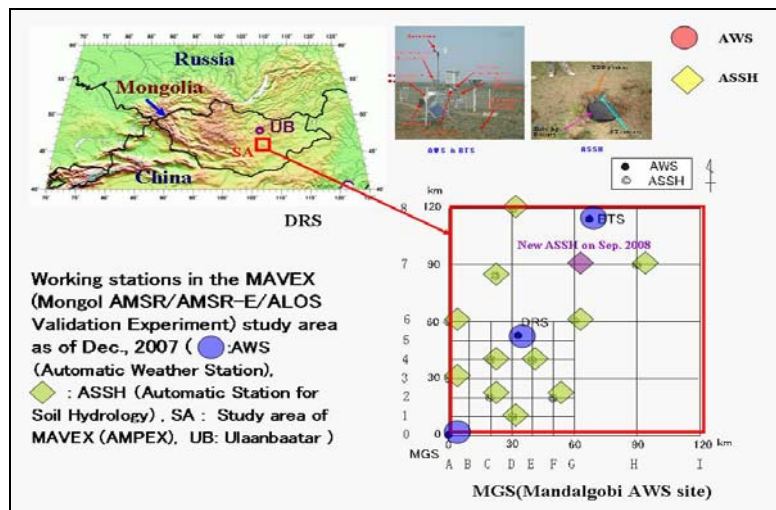 Russia
Mongolia
UB
SA
China
DRS
AWS & BTS
ASSH
AWS
ASSH
AWS
ASSH
km
8 120
BTS
New ASSH on Sep. 2008
7 90
6 60
DRS
5
4
3 30
2
1
0 0
MGS
0 30 60 90 120 km
A B C D E F G H I
MGS(Mandalgobi AWS site)
Working stations in the MAVEX
(Mongol AMSR/AMSR-E/ALOS
Validation Experiment) study area
as of Dec., 2007 ( :AWS
(Automatic Weather Station),
: ASSH (Automatic Station for
Soil Hydrology) , SA : Study area of
MAVEX (AMPEX), UB: Ulaanbaatar )